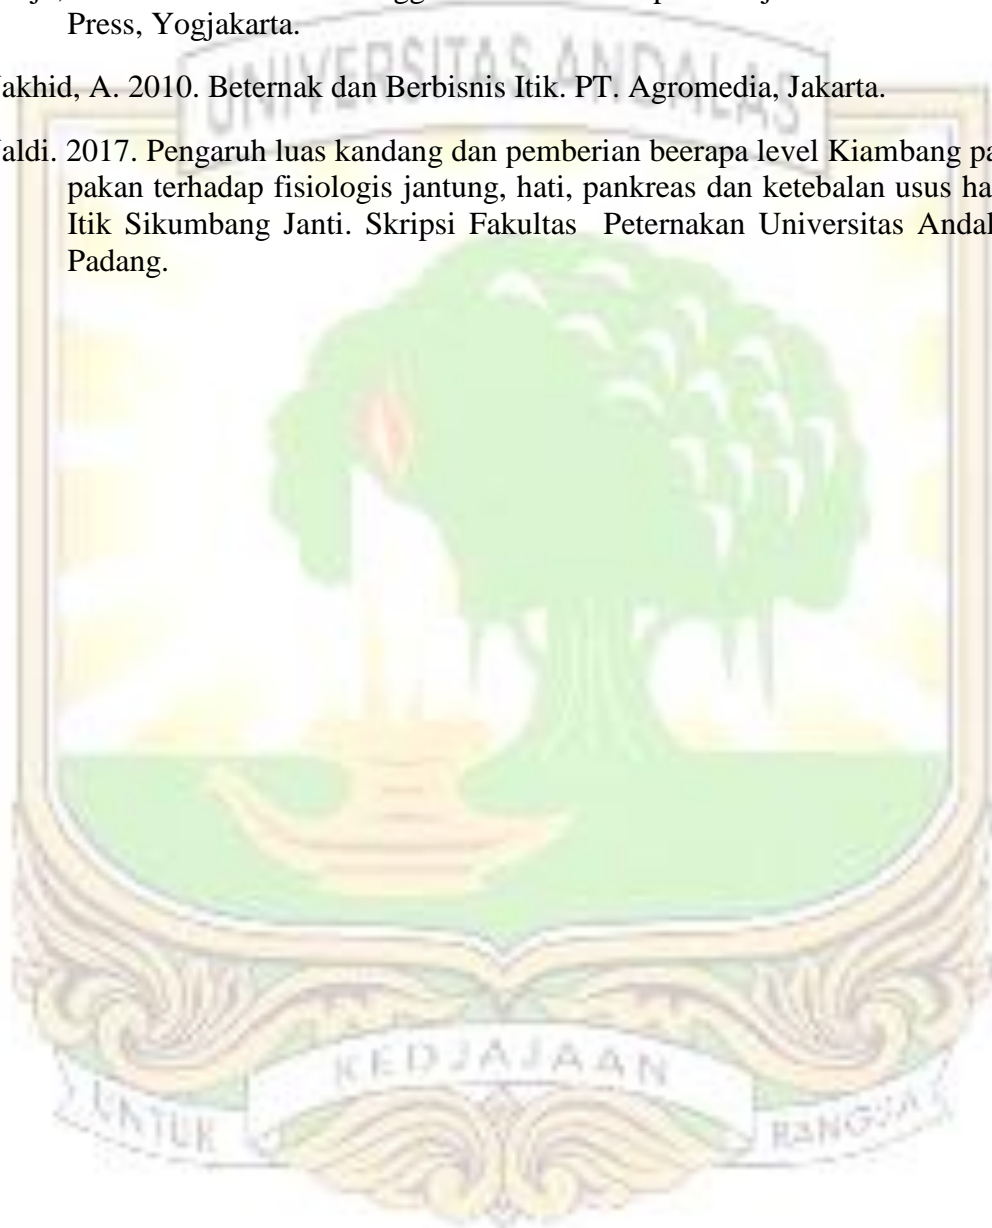 Press, Yogjakarta.
akhid, A. 2010. Beternak dan Berbisnis Itik. PT. Agromedia, Jakarta.
aldi. 2017. Pengaruh luas kandang dan pemberian beerapa level Kiambang pa
pakan terhadap fisiologis jantung, hati, pankreas dan ketebalan usus ha
Itik Sikumbang Janti. Skripsi Fakultas Peternakan Universitas Andal
Padang.
UNIVERSITAS ANDALAS
KEDJAJAAN
UNTUK
BANGSA